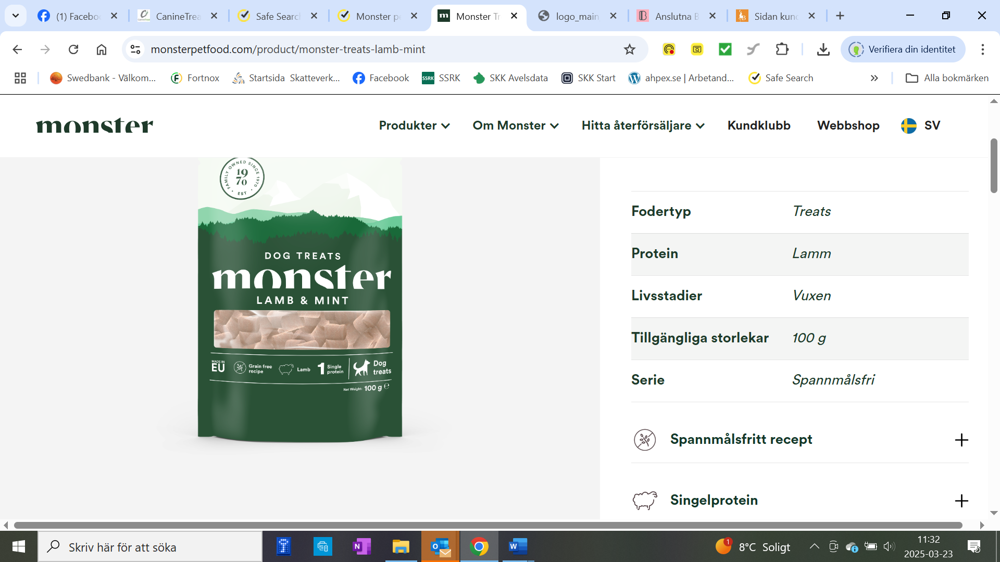 (1) Facebo
CanineTrea
Safe Searc
Monster p
Monster Tr
logo_main
Anslutna B
Sidan kun
monsterpetfood.com/product/monster-treats-lamb-mint
Verifiera din identitet
Swedbank - Välkom...
Fortnox
Startsida Skatteverk...
Facebook
SSRK SSRK
SKK Avelsdata
SKK Start
ahpex.se | Arbetand...
Safe Search
Alla bokmärken
monster
Produkter
Om Monster
Hitta återförsäljare
Kundklubb
Webbshop
SV
FAMILY OWNED SINCE 1970
1970
EST
DOG TREATS
monster
LAMB & MINT
MADE IN
EU
Grain free
recipe
Lamb
1 Single
protein
Dog
treats
Net Weight: 100 g ℮
Fodertyp Treats
Protein Lamm
Livsstadier Vuxen
Tillgängliga storlekar 100 g
Serie Spannmålsfri
Spannmålsfritt recept
Singelprotein
Skriv här för att söka
1
8°C Soligt
11:32
2025-03-23